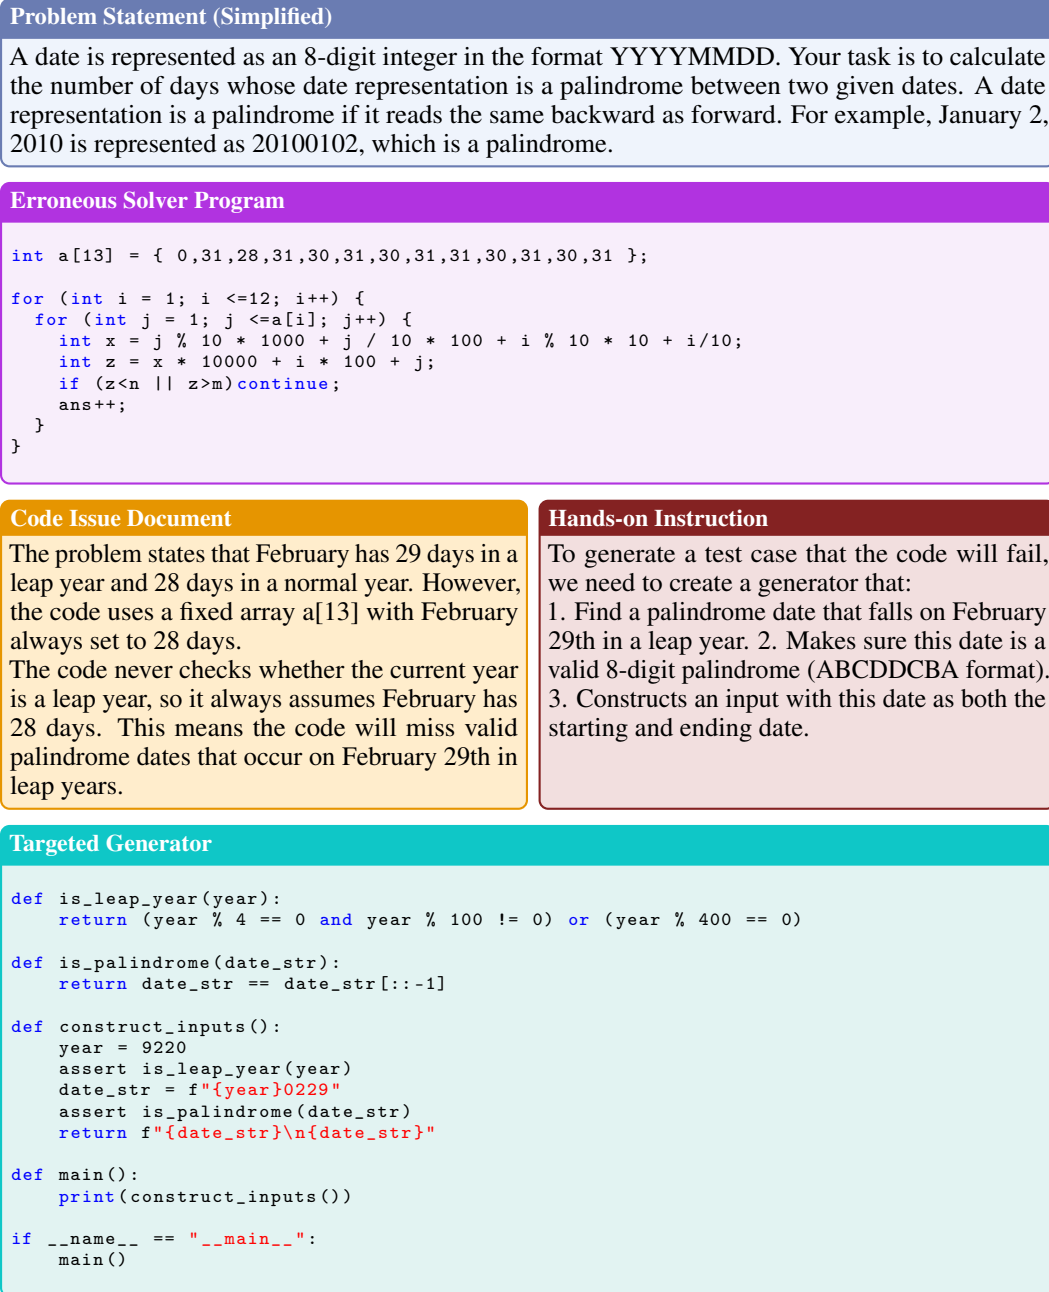 Problem Statement (Simplified)
A date is represented as an 8-digit integer in the format YYYYMMDD. Your task is to calculate
the number of days whose date representation is a palindrome between two given dates. A date
representation is a palindrome if it reads the same backward as forward. For example, January 2,
2010 is represented as 20100102, which is a palindrome.
Erroneous Solver Program
int a[13] = { 0,31,28,31,30,31,30,31,31,30,31,30,31 };
for (int i = 1; i <=12; i++) {
  for (int j = 1; j <=a[i]; j++) {
    int x = j % 10 * 1000 + j / 10 * 100 + i % 10 * 10 + i/10;
    int z = x * 10000 + i * 100 + j;
    if (z<n || z>m)continue;
    ans++;
  }
}
Code Issue Document
The problem states that February has 29 days in a
leap year and 28 days in a normal year. However,
the code uses a fixed array a[13] with February
always set to 28 days.
The code never checks whether the current year
is a leap year, so it always assumes February has
28 days. This means the code will miss valid
palindrome dates that occur on February 29th in
leap years.
Hands-on Instruction
To generate a test case that the code will fail,
we need to create a generator that:
1. Find a palindrome date that falls on February
29th in a leap year. 2. Makes sure this date is a
valid 8-digit palindrome (ABCDDCBA format).
3. Constructs an input with this date as both the
starting and ending date.
Targeted Generator
def is_leap_year(year):
    return (year % 4 == 0 and year % 100 != 0) or (year % 400 == 0)
def is_palindrome(date_str):
    return date_str == date_str[::-1]
def construct_inputs():
    year = 9220
    assert is_leap_year(year)
    date_str = f"{year}0229"
    assert is_palindrome(date_str)
    return f"{date_str}\n{date_str}"
def main():
    print(construct_inputs())
if __name__ == "__main__":
    main()